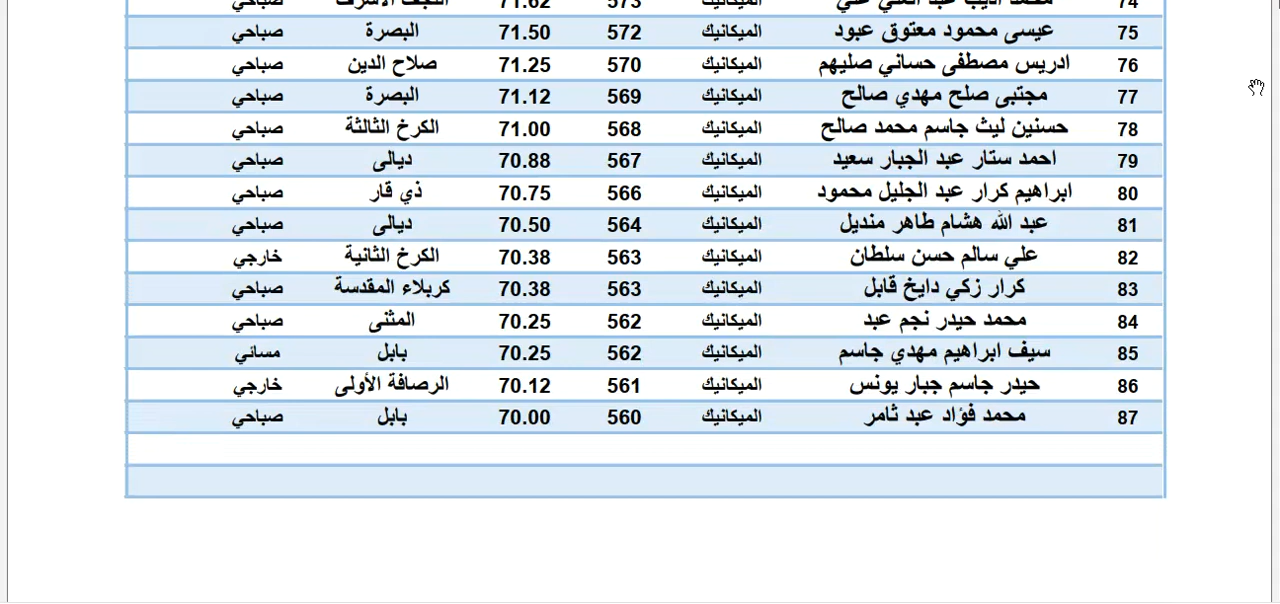 74 محمد اديب عبد الغني علي الميكانيك 573 71.62 النجف الأشرف صباحي
75 عيسى محمود معتوق عبود الميكانيك 572 71.50 البصرة صباحي
76 ادريس مصطفى حساني صليهم الميكانيك 570 71.25 صلاح الدين صباحي
77 مجتبى صلح مهدي صالح الميكانيك 569 71.12 البصرة صباحي
78 حسنين ليث جاسم محمد صالح الميكانيك 568 71.00 الكرخ الثالثة صباحي
79 احمد ستار عبد الجبار سعيد الميكانيك 567 70.88 ديالى صباحي
80 ابراهيم كرار عبد الجليل محمود الميكانيك 566 70.75 ذي قار صباحي
81 عبد الله هشام طاهر منديل الميكانيك 564 70.50 ديالى صباحي
82 علي سالم حسن سلطان الميكانيك 563 70.38 الكرخ الثانية خارجي
83 كرار زكي دايخ قابل الميكانيك 563 70.38 كربلاء المقدسة صباحي
84 محمد حيدر نجم عبد الميكانيك 562 70.25 المثنى صباحي
85 سيف ابراهيم مهدي جاسم الميكانيك 562 70.25 بابل مسائي
86 حيدر جاسم جبار يونس الميكانيك 561 70.12 الرصافة الأولى خارجي
87 محمد فؤاد عبد ثامر الميكانيك 560 70.00 بابل صباحي